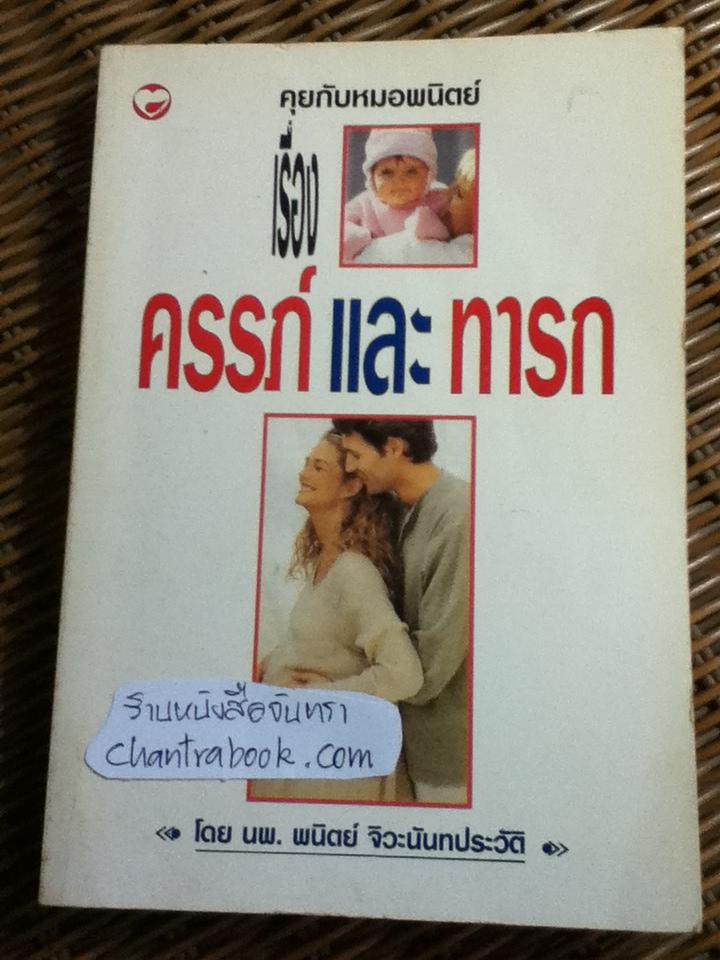 คุยกับหมอพนิตย์
เรื่อง
ครรภ์ และ ทารก
ร้านหนังสือจันทรา
chantrabook.com
โดย นพ. พนิตย์ จิวะนันทประวัติ